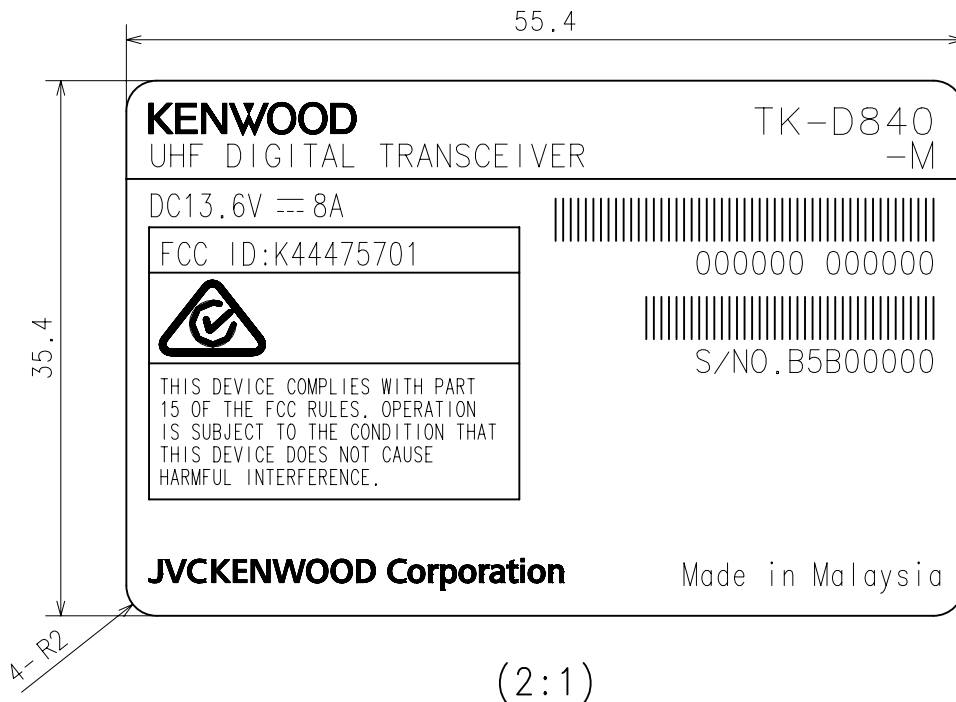 55.4
KENWOOD
TK-D840
UHF DIGITAL TRANSCEIVER
-M
DC13.6V ⎓ 8A
FCC ID:K44475701
000000 000000
35.4
S/NO.B5B00000
THIS DEVICE COMPLIES WITH PART
15 OF THE FCC RULES. OPERATION
IS SUBJECT TO THE CONDITION THAT
THIS DEVICE DOES NOT CAUSE
HARMFUL INTERFERENCE.
JVCKENWOOD Corporation
Made in Malaysia
4-R2
(2:1)